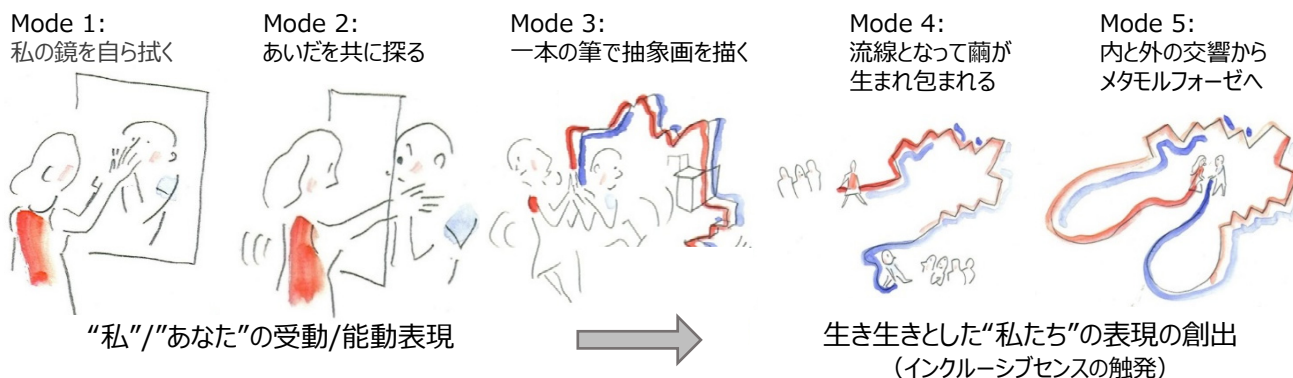 Mode 1:
私の鏡を自ら拭く
Mode 2:
あいだを共に探る
Mode 3:
一本の筆で抽象画を描く
Mode 4:
流線となって繭が
生まれ包まれる
Mode 5:
内と外の交響から
メタモルフォーゼへ
“私”/”あなた”の受動/能動表現
生き生きとした“私たち”の表現の創出
（インクルーシブセンスの触発）